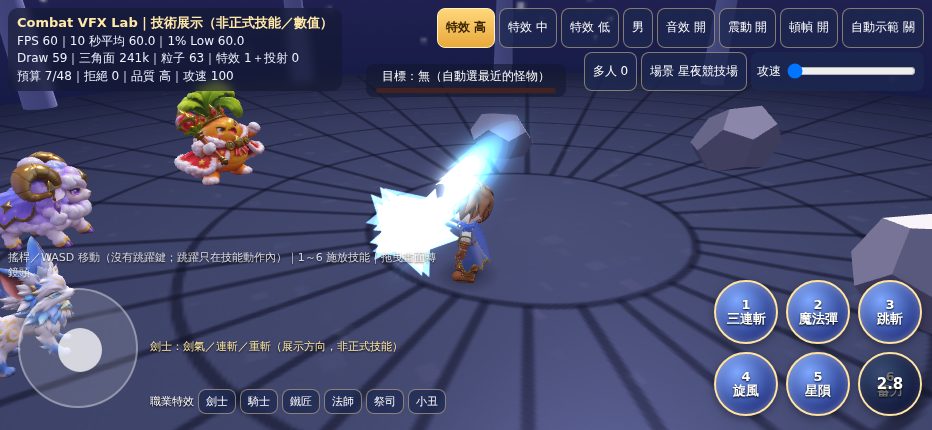 Combat VFX Lab｜技術展示（非正式技能／數值）
FPS 60｜10 秒平均 60.0｜1% Low 60.0
Draw 59｜三角面 241k｜粒子 63｜特效 1＋投射 0
預算 7/48｜拒絕 0｜品質 高｜攻速 100
特效 高
特效 中
特效 低
男
音效 開
震動 開
頓幀 開
自動示範 關
目標：無（自動選最近的怪物）
多人 0
場景 星夜競技場
攻速
搖桿／WASD 移動（沒有跳躍鍵；跳躍只在技能動作內）｜1~6 施放技能｜拖曳畫面轉
鏡頭
1
三連斬
2
魔法彈
3
跳斬
劍士：劍氣／連斬／重斬（展示方向，非正式技能）
4
旋風
5
星隕
2.8
職業特效
劍士
騎士
鐵匠
法師
祭司
小丑